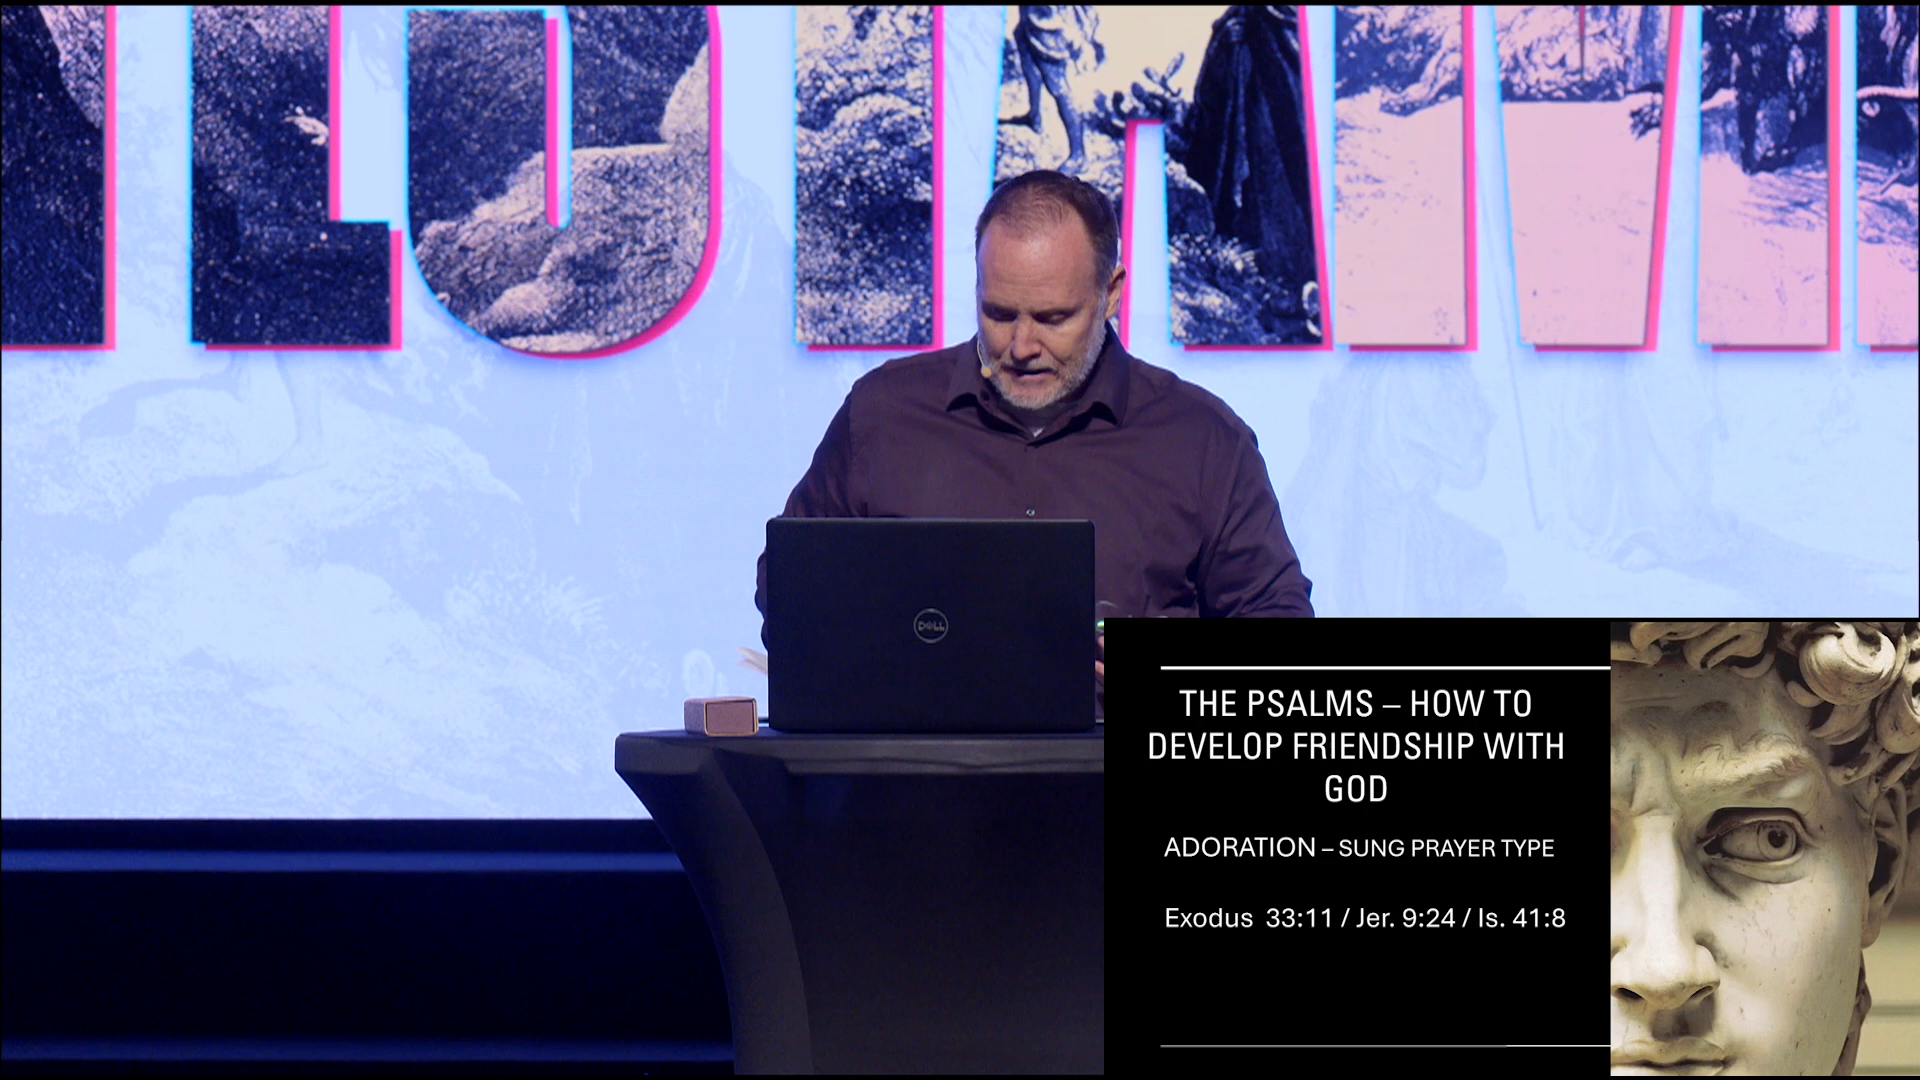 DELL
THE PSALMS – HOW TO
DEVELOP FRIENDSHIP WITH
GOD
ADORATION – SUNG PRAYER TYPE
Exodus 33:11 / Jer. 9:24 / Is. 41:8